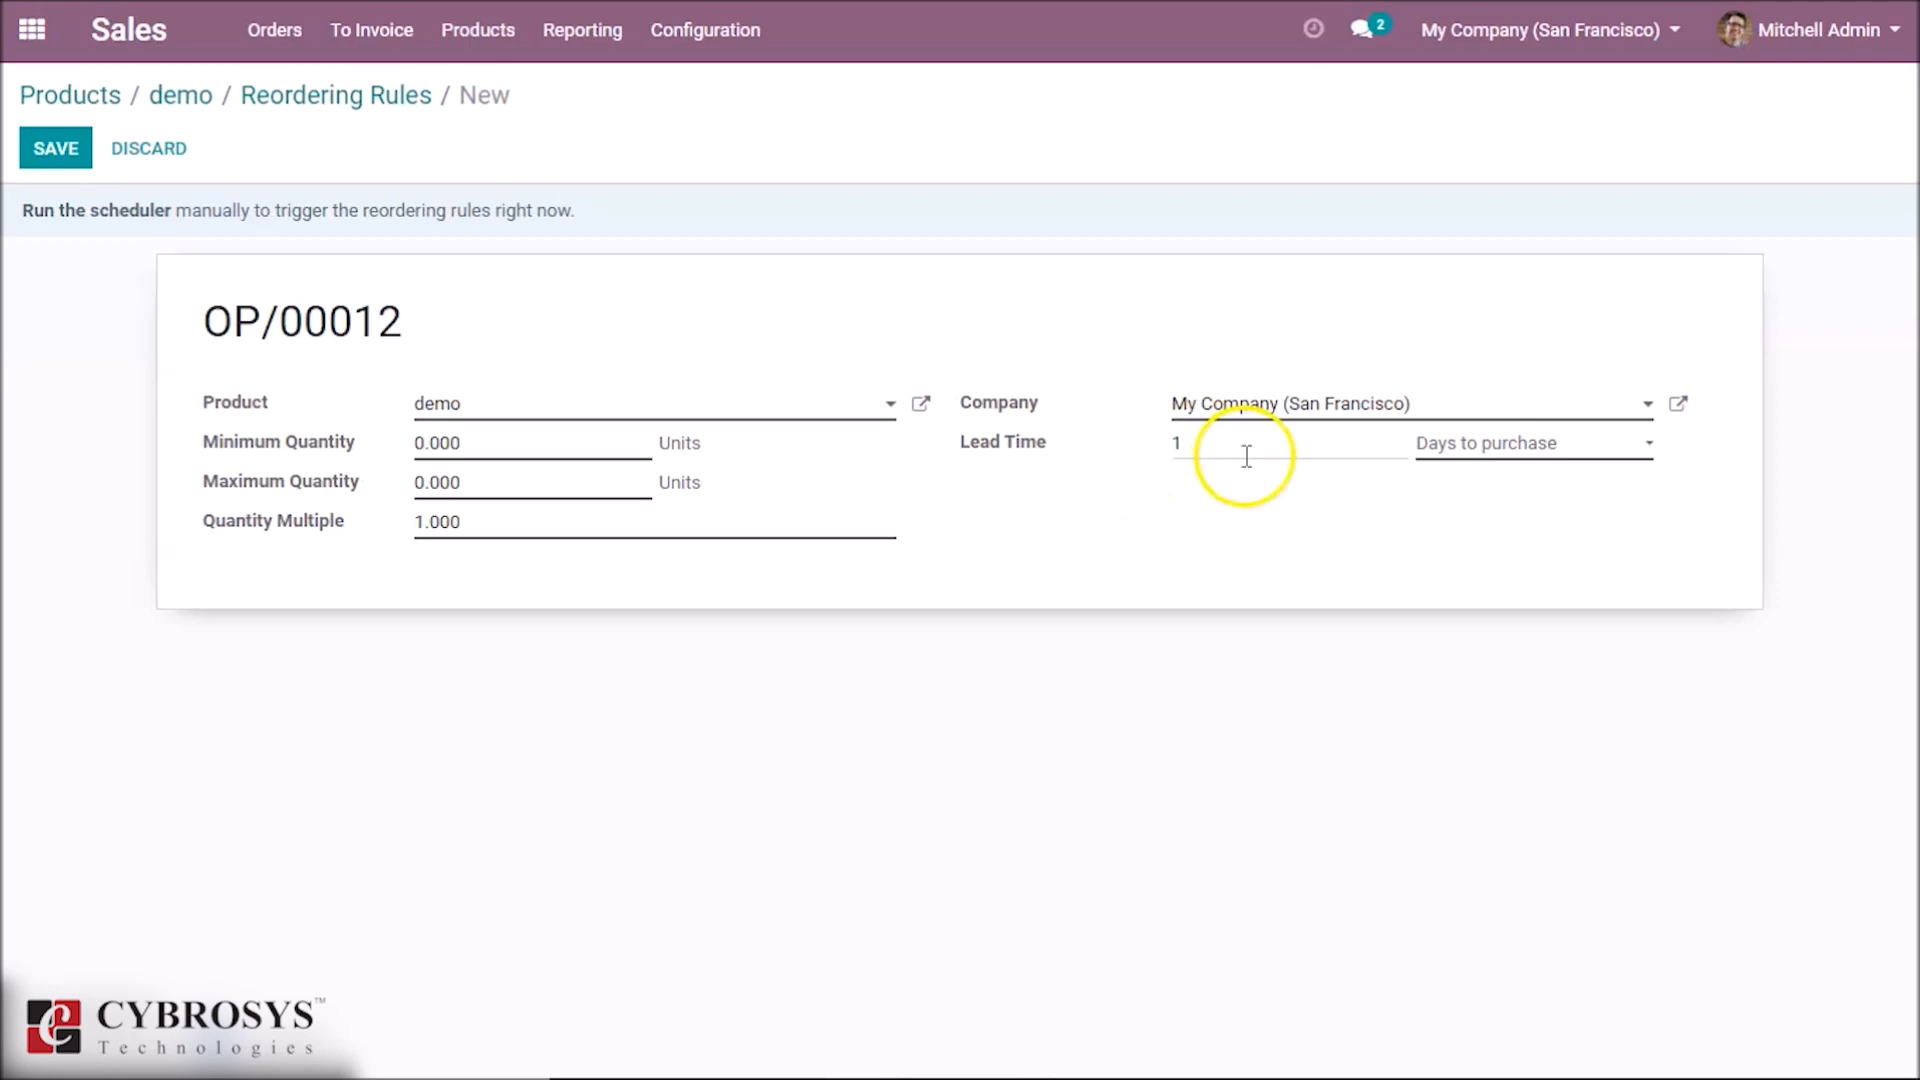 Sales Orders To Invoice Products Reporting Configuration 2 My Company (San Francisco) Mitchell Admin
Products / demo / Reordering Rules / New
SAVE DISCARD
Run the scheduler manually to trigger the reordering rules right now.
OP/00012
Product demo Company My Company (San Francisco)
Minimum Quantity 0.000 Units Lead Time 1 Days to purchase
Maximum Quantity 0.000 Units
Quantity Multiple 1.000
CYBROSYS™
Technologies